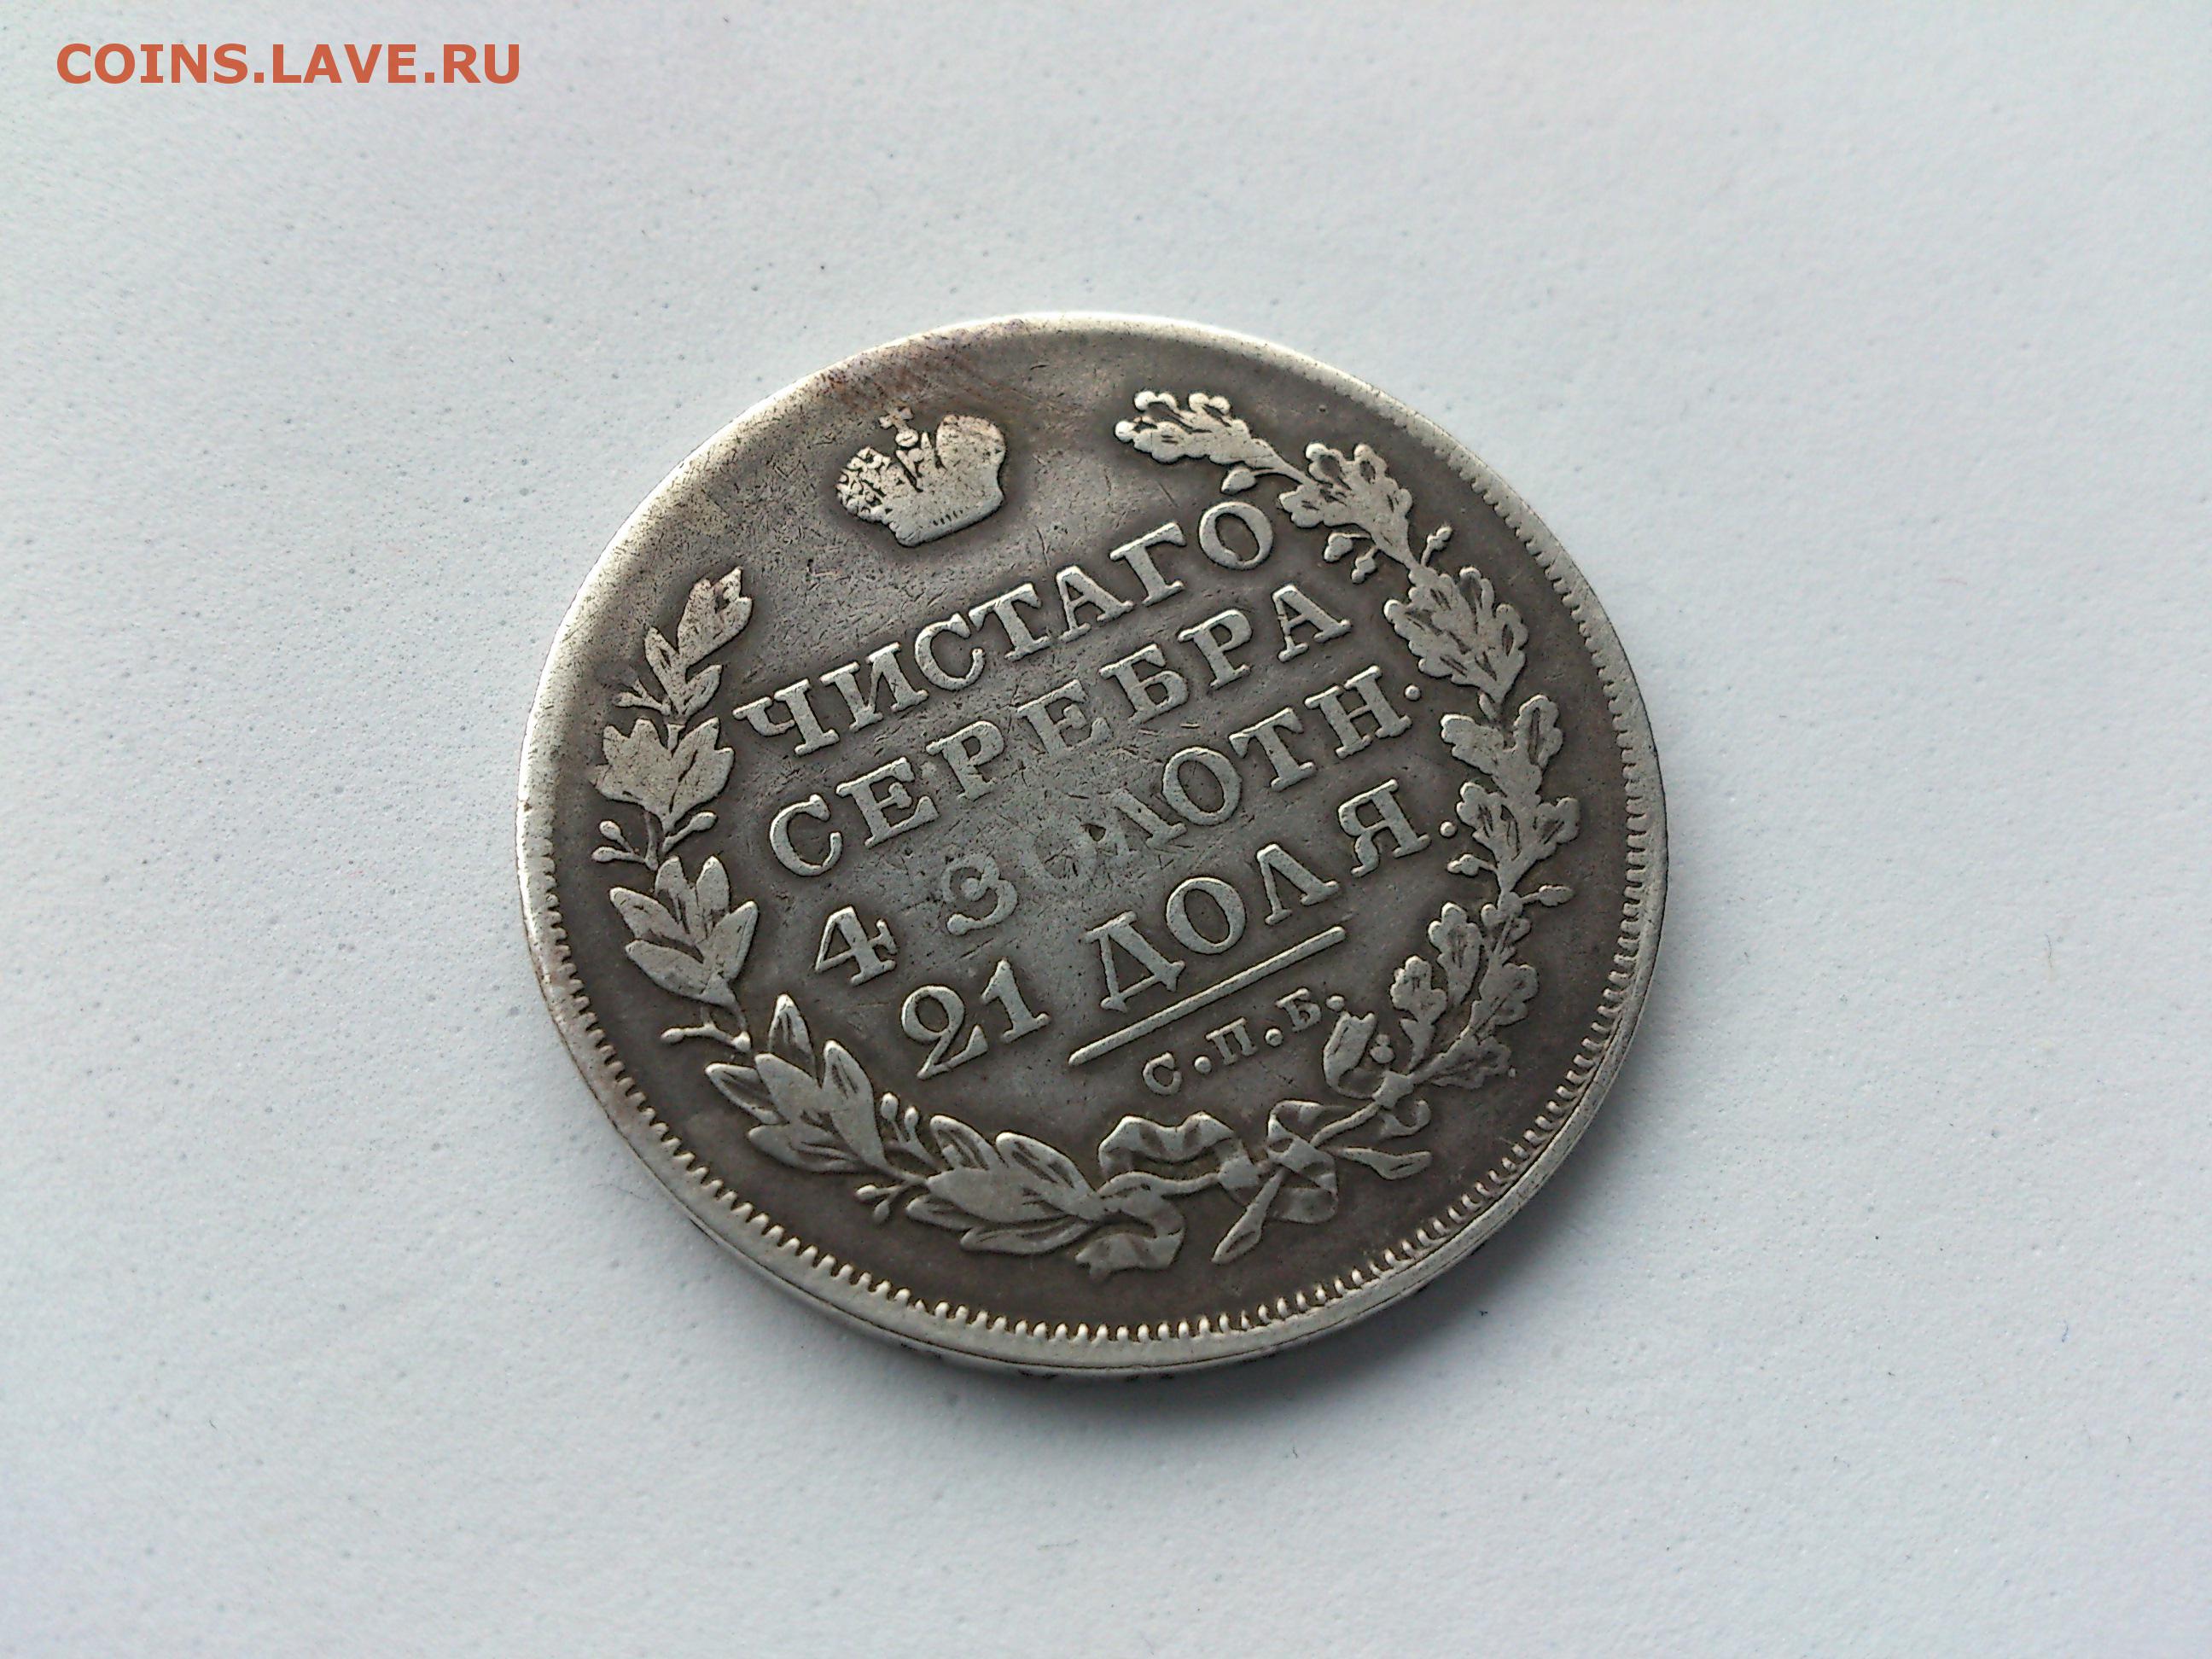 COINS.LAVE.RU
ЧИСТАГО
СЕРЕБРА
4 ЗОЛОТН.
21 ДОЛЯ.
С.П.Б.